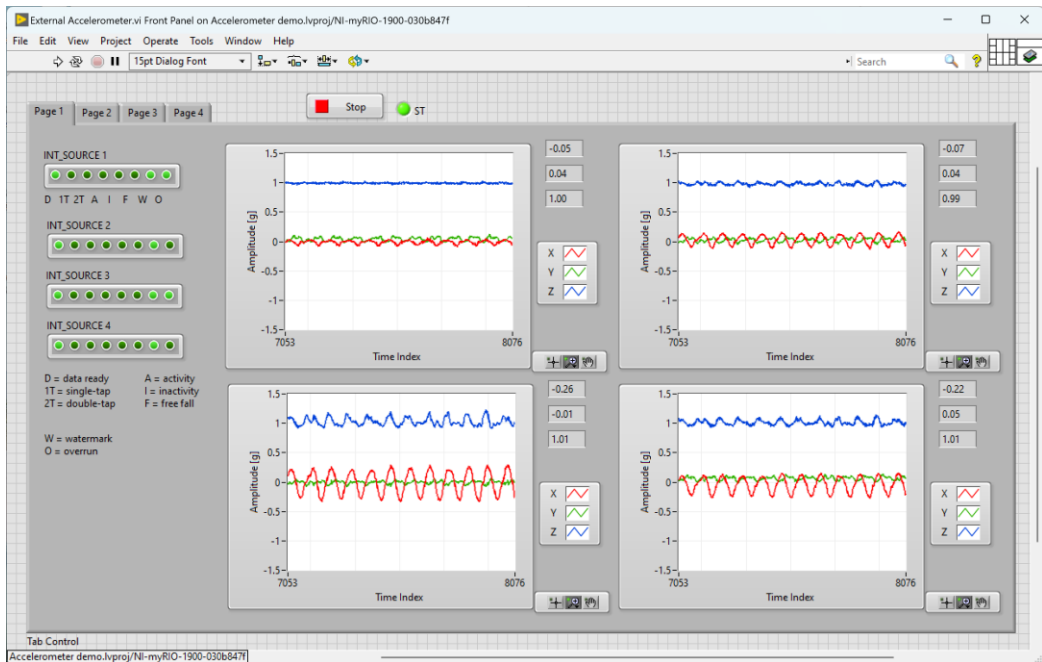 External Accelerometer.vi Front Panel on Accelerometer demo.lvproj/NI-myRIO-1900-030b847f
File Edit View Project Operate Tools Window Help
15pt Dialog Font
Search
Page 1 Page 2 Page 3 Page 4
Stop
ST
INT_SOURCE 1
D 1T 2T A I F W O
INT_SOURCE 2
INT_SOURCE 3
INT_SOURCE 4
D = data ready A = activity
1T = single-tap I = inactivity
2T = double-tap F = free fall
W = watermark
O = overrun
1.5
1
0.5
0
-0.5
-1
-1.5
Amplitude [g]
7053 8076
Time Index
-0.05
0.04
1.00
X
Y
Z
1.5
1
0.5
0
-0.5
-1
-1.5
Amplitude [g]
7053 8076
Time Index
-0.07
0.04
0.99
X
Y
Z
1.5
1
0.5
0
-0.5
-1
-1.5
Amplitude [g]
7053 8076
Time Index
-0.26
-0.01
1.01
X
Y
Z
1.5
1
0.5
0
-0.5
-1
-1.5
Amplitude [g]
7053 8076
Time Index
-0.22
0.05
1.01
X
Y
Z
Tab Control
Accelerometer demo.lvproj/NI-myRIO-1900-030b847f